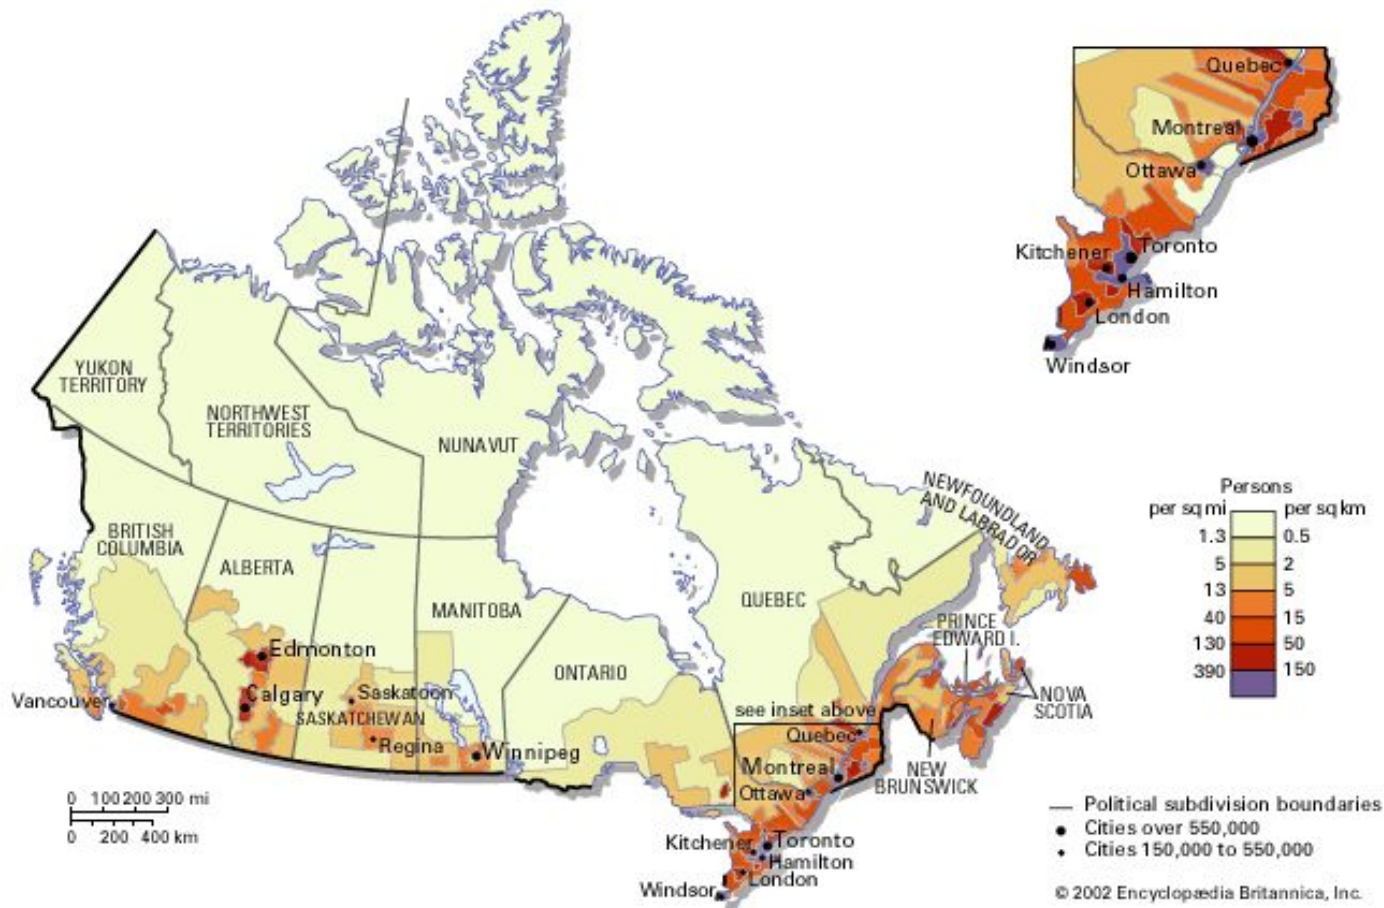 Quebec
Montreal
Ottawa
Kitchener
Toronto
Hamilton
London
Windsor
YUKON
TERRITORY
NORTHWEST
TERRITORIES
NUNAVUT
BRITISH
COLUMBIA
ALBERTA
MANITOBA
ONTARIO
QUEBEC
NEWFOUNDLAND
AND LABRADOR
PRINCE
EDWARD I.
NOVA
SCOTIA
NEW
BRUNSWICK
Edmonton
Calgary
Saskatoon
SASKATCHEWAN
Regina
Winnipeg
Vancouver
see inset above
Quebec
Montreal
Ottawa
Kitchener
Toronto
Hamilton
London
Windsor
Persons
per sq mi per sq km
1.3 0.5
5 2
13 5
40 15
130 50
390 150
0 100 200 300 mi
0 200 400 km
Political subdivision boundaries
Cities over 550,000
Cities 150,000 to 550,000
© 2002 Encyclopædia Britannica, Inc.